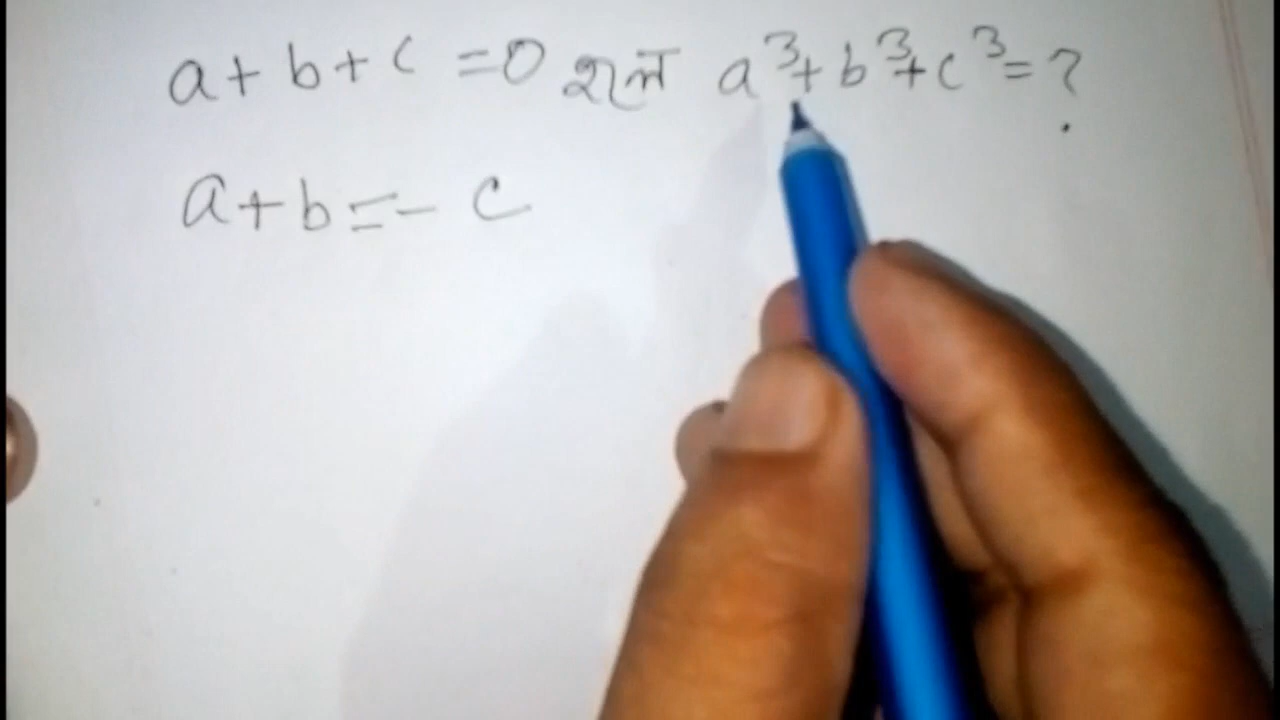 a + b + c = 0 হলে a³ + b³ + c³ = ?
a + b = - c